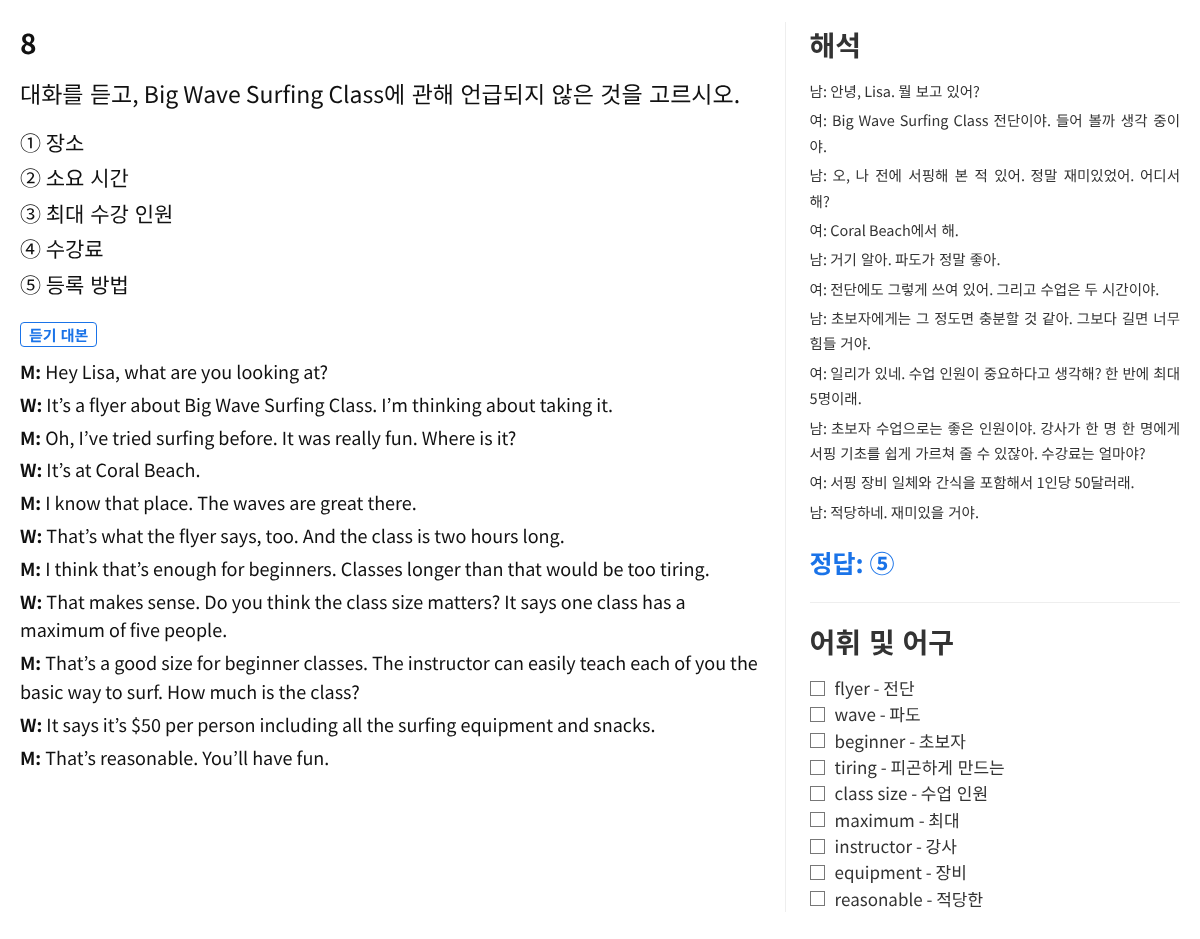 8
대화를 듣고, Big Wave Surfing Class에 관해 언급되지 않은 것을 고르시오.
① 장소
② 소요 시간
③ 최대 수강 인원
④ 수강료
⑤ 등록 방법
듣기 대본
M: Hey Lisa, what are you looking at?
W: It’s a flyer about Big Wave Surfing Class. I’m thinking about taking it.
M: Oh, I’ve tried surfing before. It was really fun. Where is it?
W: It’s at Coral Beach.
M: I know that place. The waves are great there.
W: That’s what the flyer says, too. And the class is two hours long.
M: I think that’s enough for beginners. Classes longer than that would be too tiring.
W: That makes sense. Do you think the class size matters? It says one class has a
maximum of five people.
M: That’s a good size for beginner classes. The instructor can easily teach each of you the
basic way to surf. How much is the class?
W: It says it’s $50 per person including all the surfing equipment and snacks.
M: That’s reasonable. You’ll have fun.
해석
남: 안녕, Lisa. 뭘 보고 있어?
여: Big Wave Surfing Class 전단이야. 들어 볼까 생각 중이
야.
남: 오, 나 전에 서핑해 본 적 있어. 정말 재미있었어. 어디서
해?
여: Coral Beach에서 해.
남: 거기 알아. 파도가 정말 좋아.
여: 전단에도 그렇게 쓰여 있어. 그리고 수업은 두 시간이야.
남: 초보자에게는 그 정도면 충분할 것 같아. 그보다 길면 너무
힘들 거야.
여: 일리가 있네. 수업 인원이 중요하다고 생각해? 한 반에 최대
5명이래.
남: 초보자 수업으로는 좋은 인원이야. 강사가 한 명 한 명에게
서핑 기초를 쉽게 가르쳐 줄 수 있잖아. 수강료는 얼마야?
여: 서핑 장비 일체와 간식을 포함해서 1인당 50달러래.
남: 적당하네. 재미있을 거야.
정답: ⑤
어휘 및 어구
☐ flyer - 전단
☐ wave - 파도
☐ beginner - 초보자
☐ tiring - 피곤하게 만드는
☐ class size - 수업 인원
☐ maximum - 최대
☐ instructor - 강사
☐ equipment - 장비
☐ reasonable - 적당한